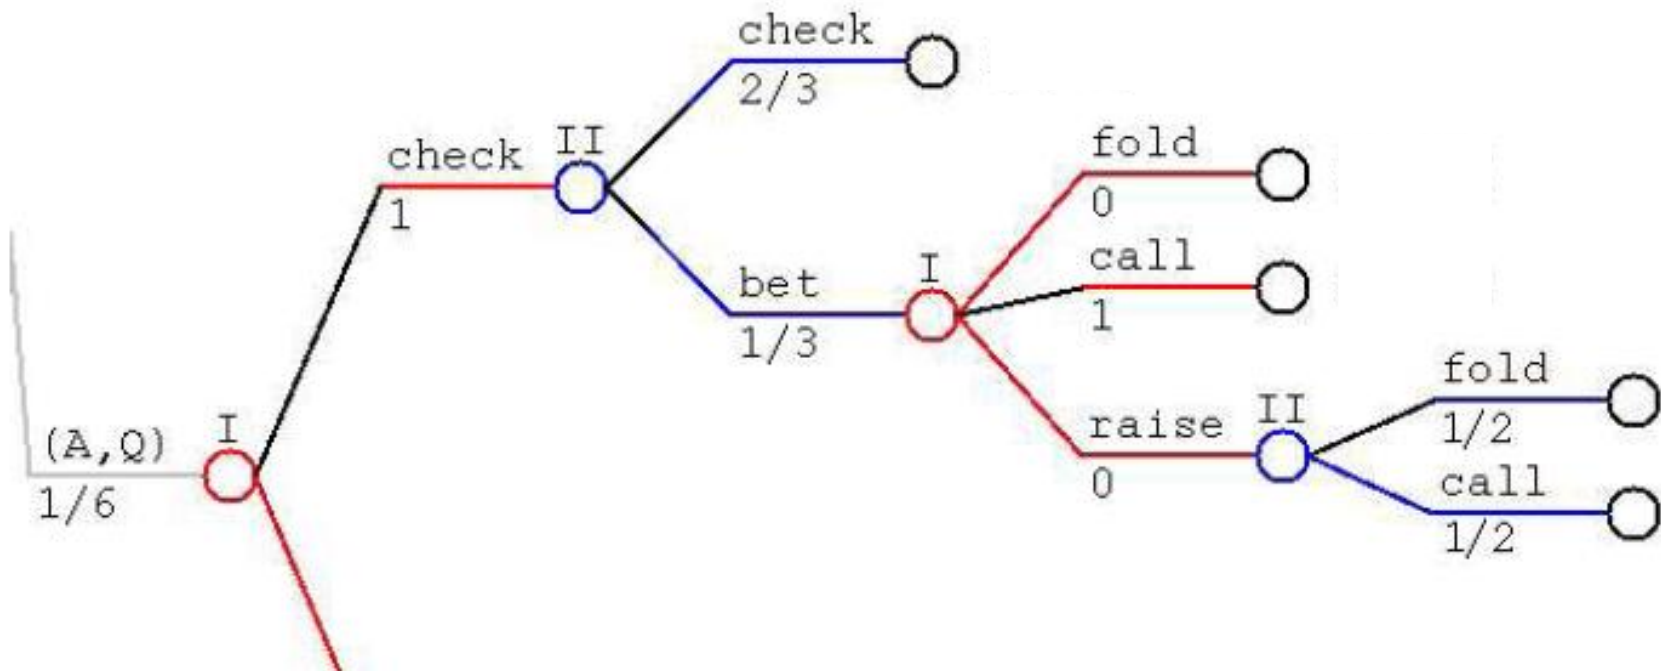 check
2/3
II
check
1
fold
0
I
call
1
bet
1/3
fold
1/2
raise
0
II
call
1/2
I
(A,Q)
1/6